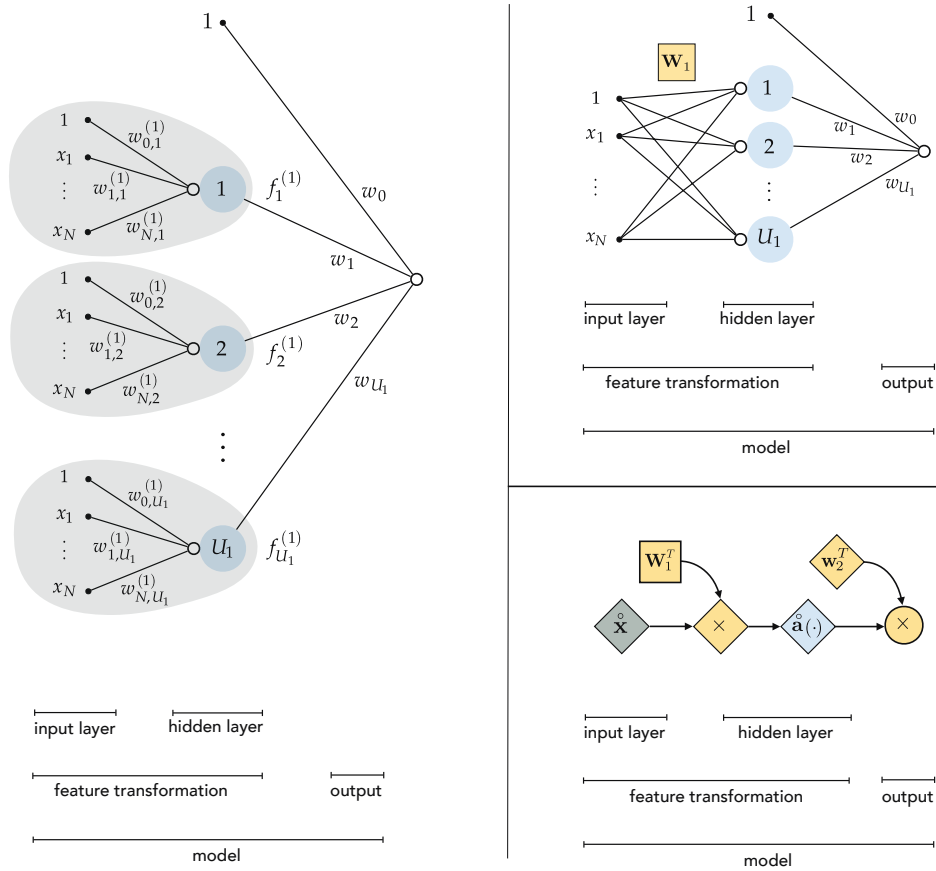 1
w_0
1
w_{0,1}^{(1)}
x_1
w_{1,1}^{(1)}
⋮
w_{N,1}^{(1)}
x_N
1
f_1^{(1)}
w_1
1
w_{0,2}^{(1)}
x_1
w_{1,2}^{(1)}
⋮
w_{N,2}^{(1)}
x_N
2
f_2^{(1)}
w_2
⋮
1
w_{0,U_1}^{(1)}
x_1
w_{1,U_1}^{(1)}
⋮
w_{N,U_1}^{(1)}
x_N
U_1
f_{U_1}^{(1)}
w_{U_1}
input layer hidden layer
feature transformation output
model
1
W_1
1
x_1
⋮
x_N
1
2
⋮
U_1
w_0
w_1
w_2
w_{U_1}
input layer hidden layer
feature transformation output
model
W_1^T w_2^T
x̊ × å(·) ×
input layer hidden layer
feature transformation output
model